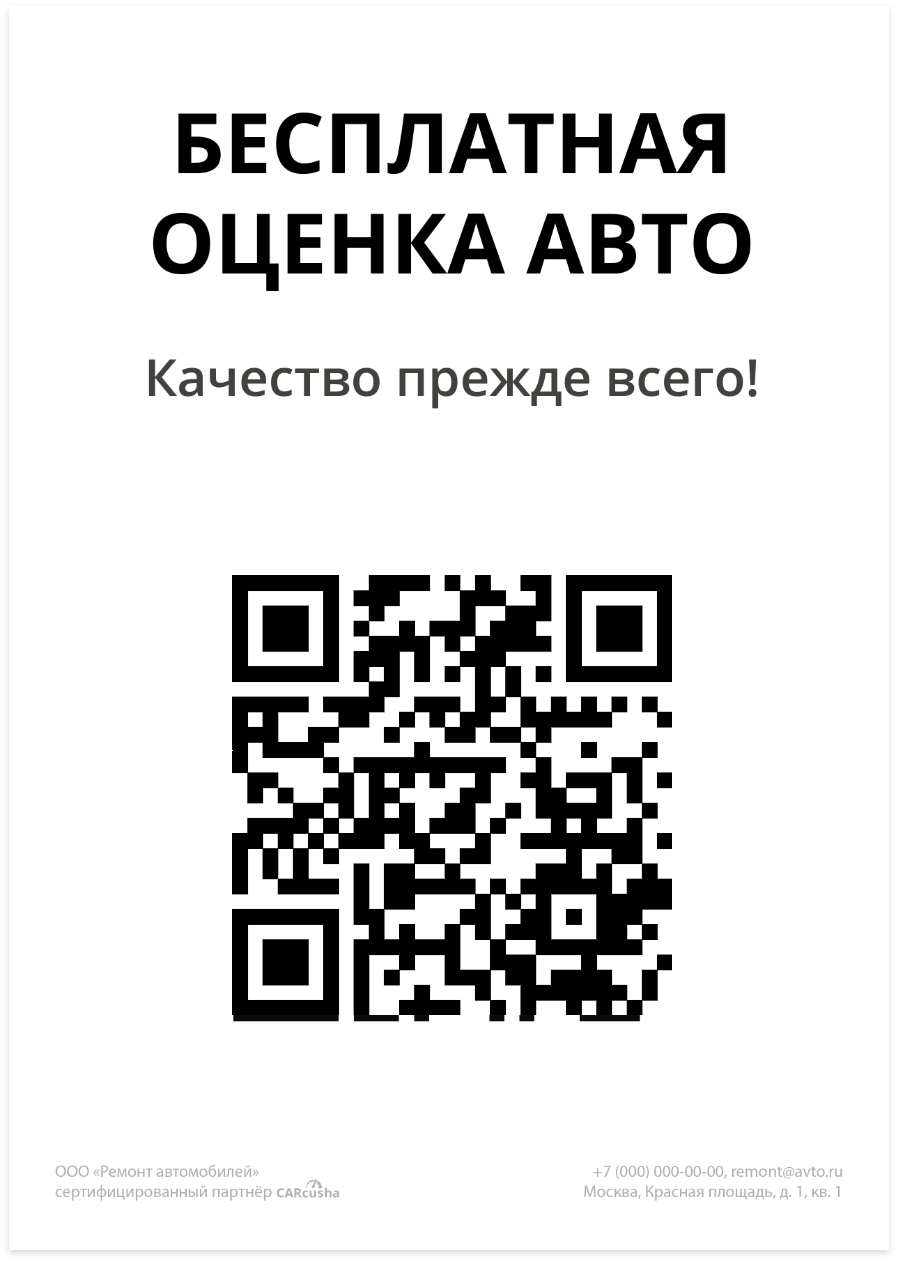 БЕСПЛАТНАЯ
ОЦЕНКА АВТО
Качество прежде всего!
ООО «Ремонт автомобилей»
сертифицированный партнёр CARcusha
+7 (000) 000-00-00, remont@avto.ru
Москва, Красная площадь, д. 1, кв. 1